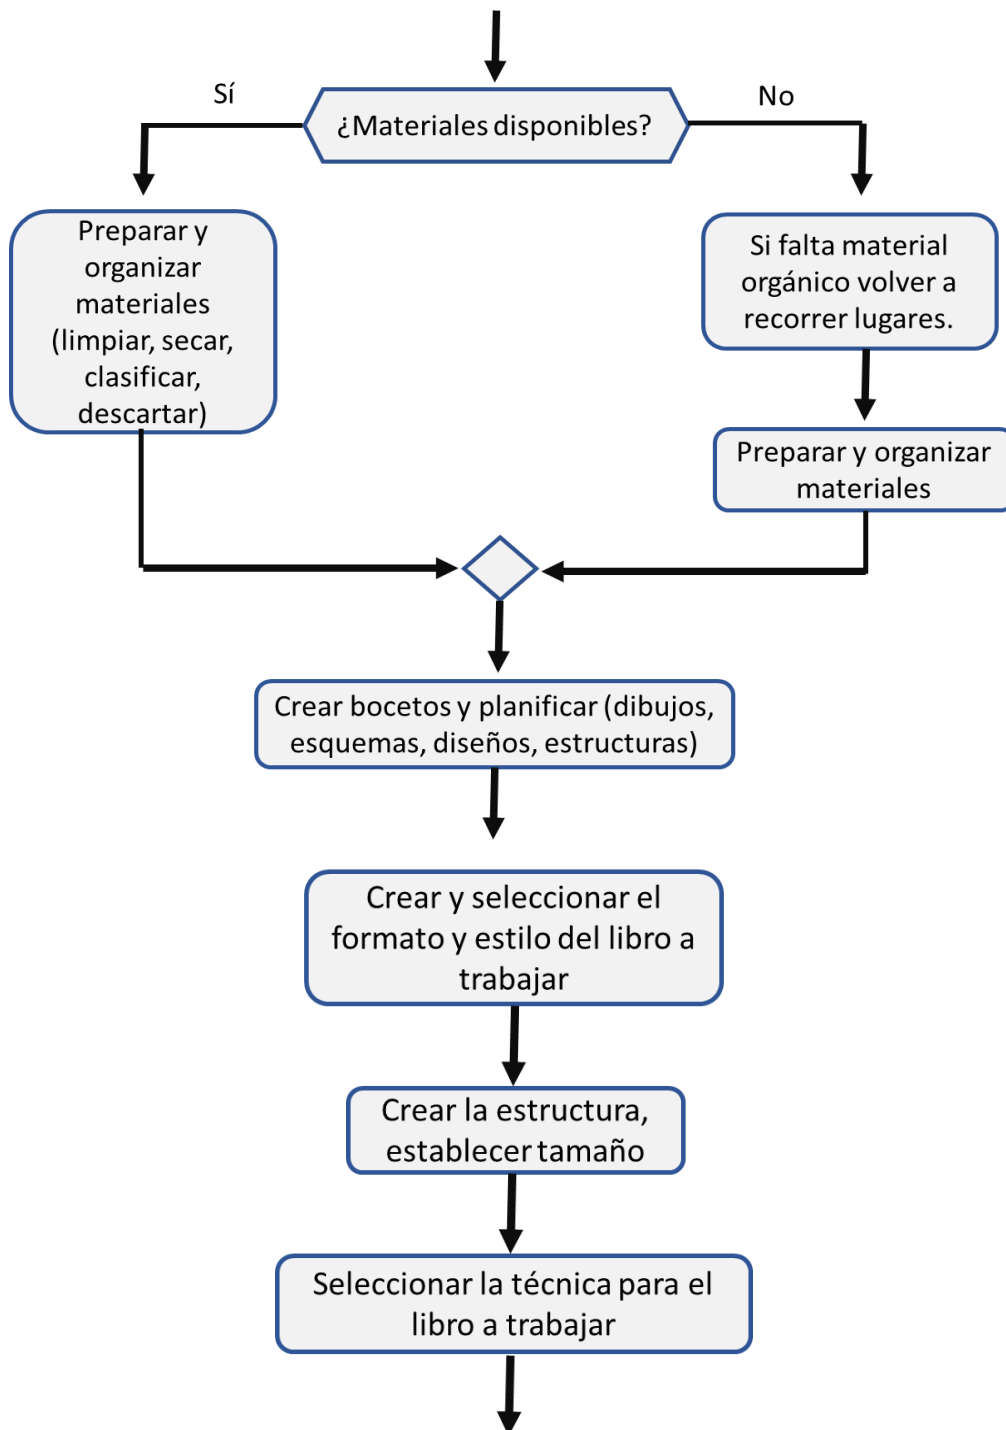 Sí
¿Materiales disponibles?
No
Preparar y
organizar
materiales
(limpiar, secar,
clasificar,
descartar)
Si falta material
orgánico volver a
recorrer lugares.
Preparar y organizar
materiales
Crear bocetos y planificar (dibujos,
esquemas, diseños, estructuras)
Crear y seleccionar el
formato y estilo del libro a
trabajar
Crear la estructura,
establecer tamaño
Seleccionar la técnica para el
libro a trabajar